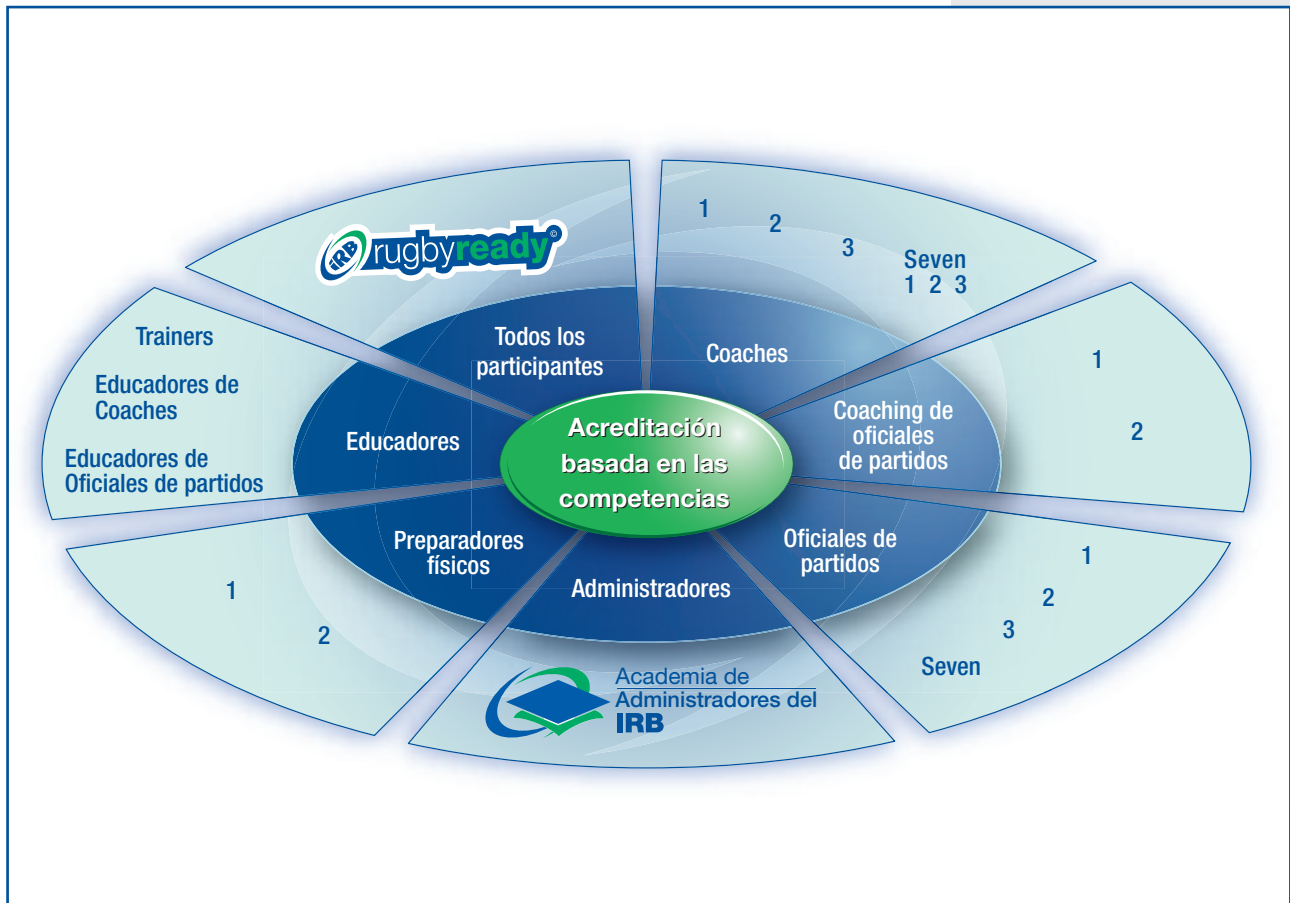 IRB rugbyready©
1
2
3
Seven
1 2 3
Trainers
Educadores de
Coaches
Educadores de
Oficiales de partidos
Todos los
participantes
Coaches
1
2
Educadores
Acreditación
basada en las
competencias
Coaching de
oficiales
de partidos
Preparadores
físicos
Administradores
Oficiales de
partidos
1
2
3
Seven
1
2
Academia de
Administradores del
IRB